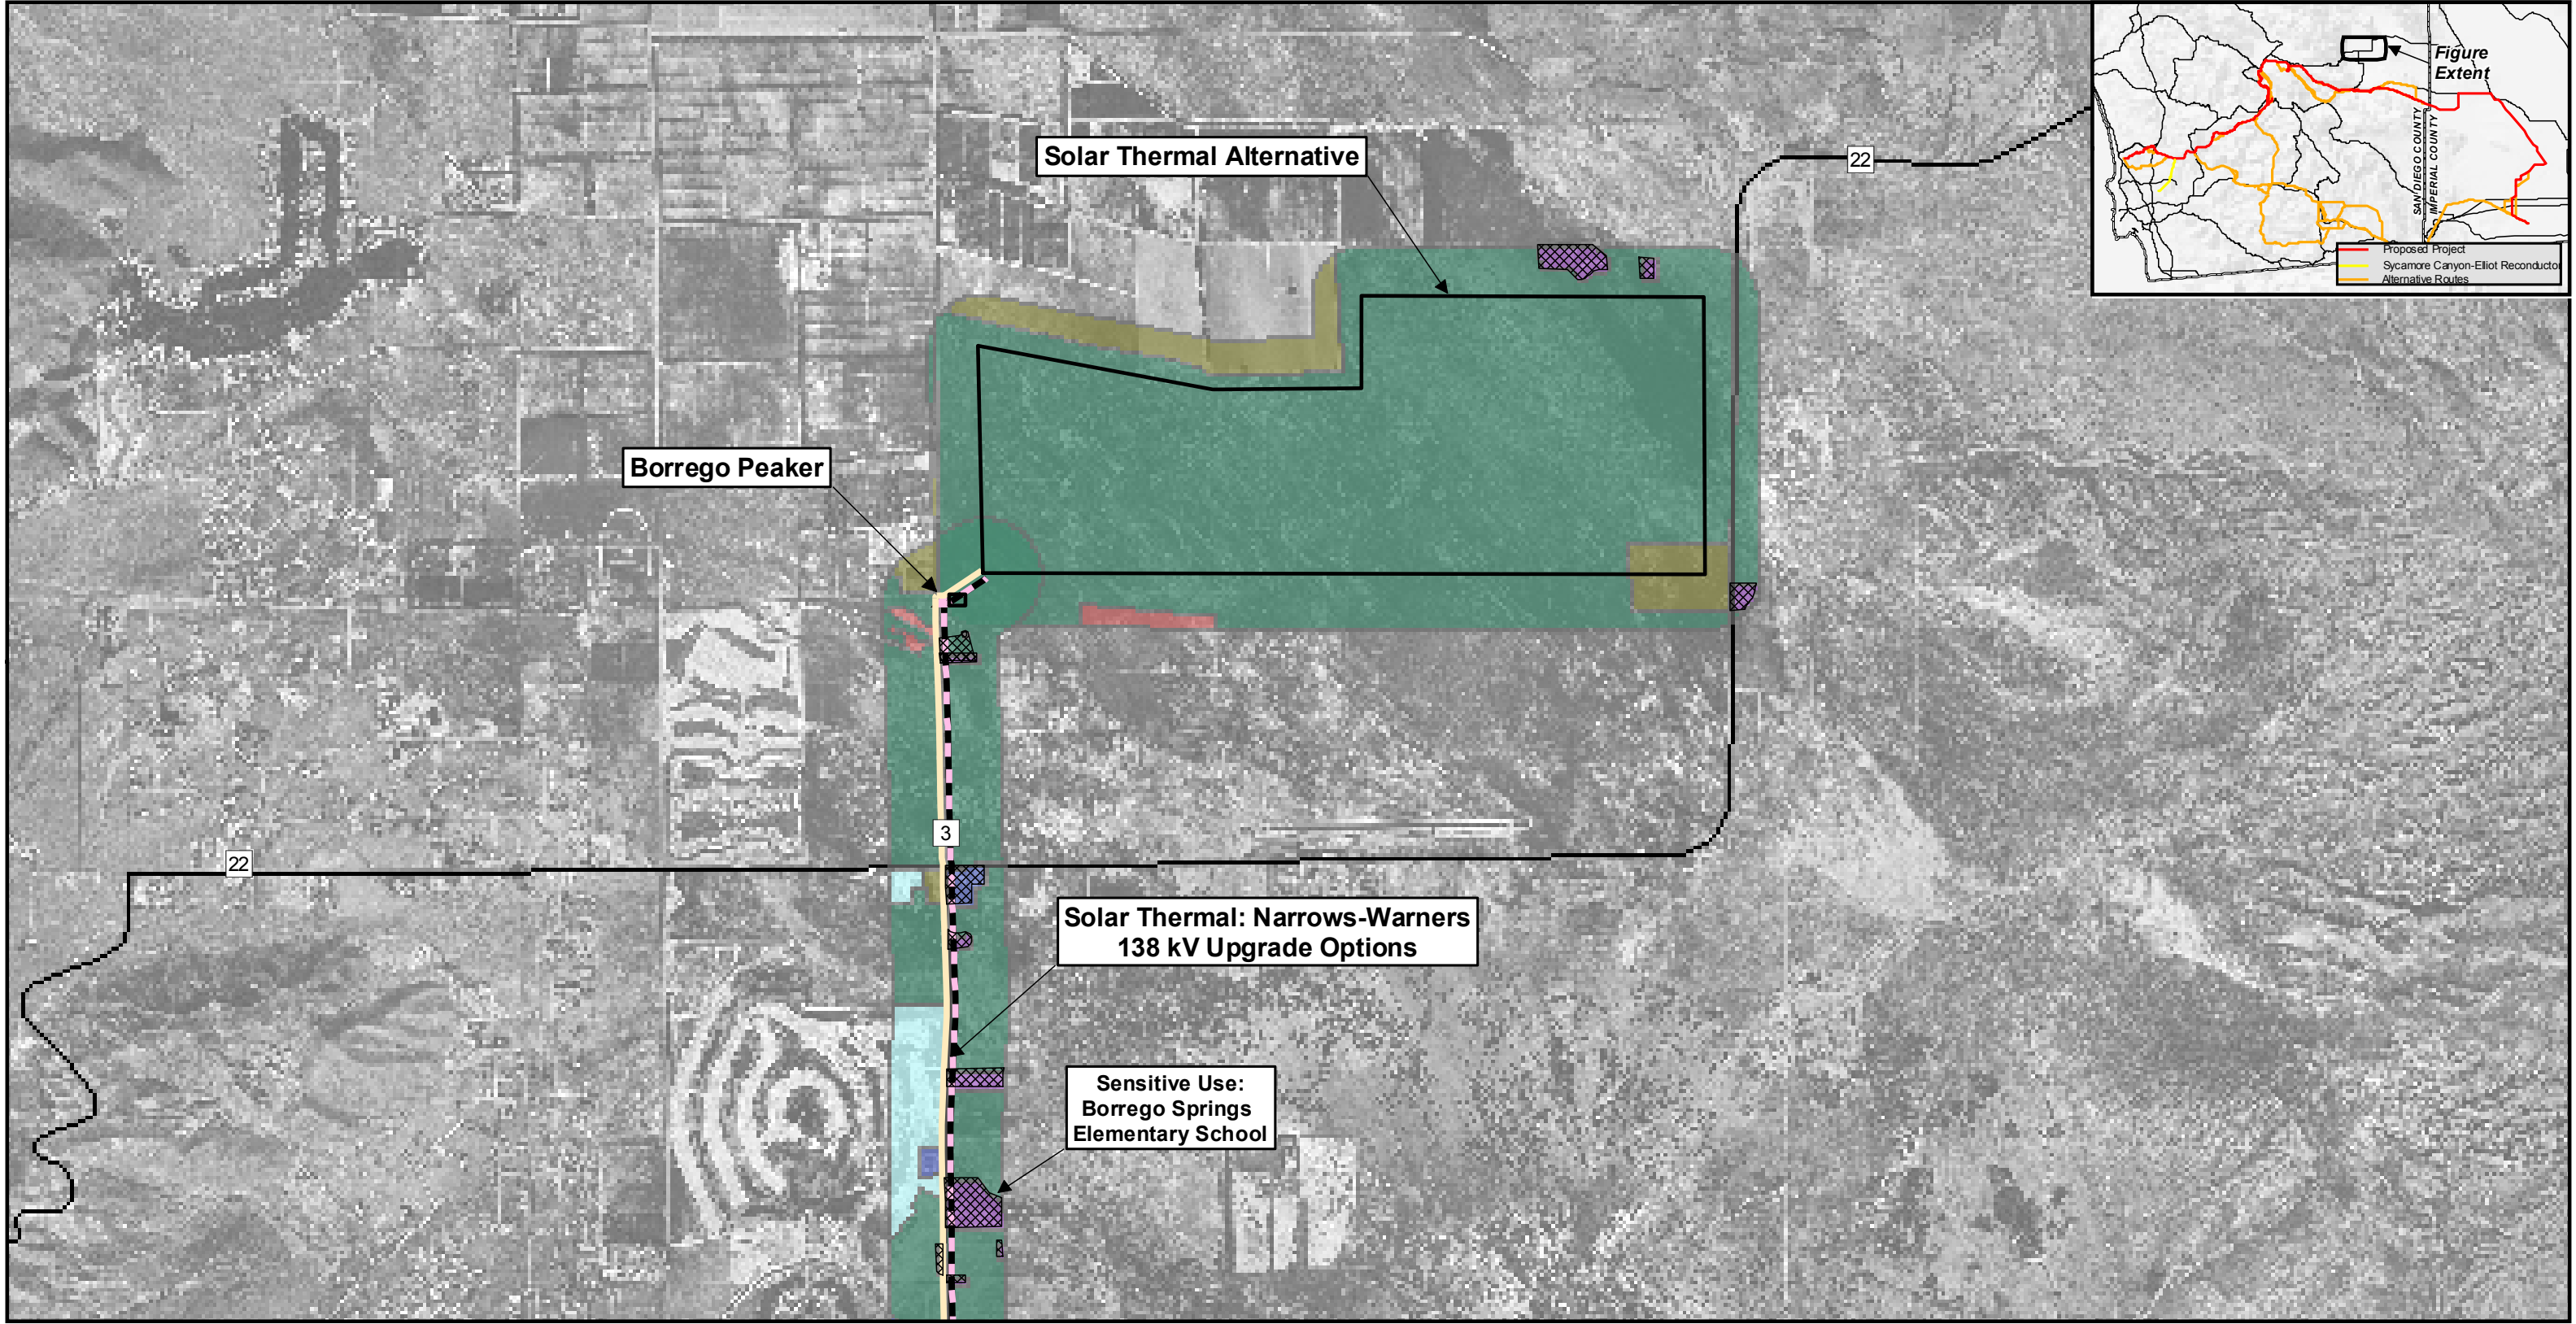 Figure
Extent
SAN DIEGO COUNTY
IMPERIAL COUNTY
Proposed Project
Sycamore Canyon-Elliot Reconductor
Alternative Routes
Solar Thermal Alternative
22
Borrego Peaker
3
22
Solar Thermal: Narrows-Warners
138 kV Upgrade Options
Sensitive Use:
Borrego Springs
Elementary School